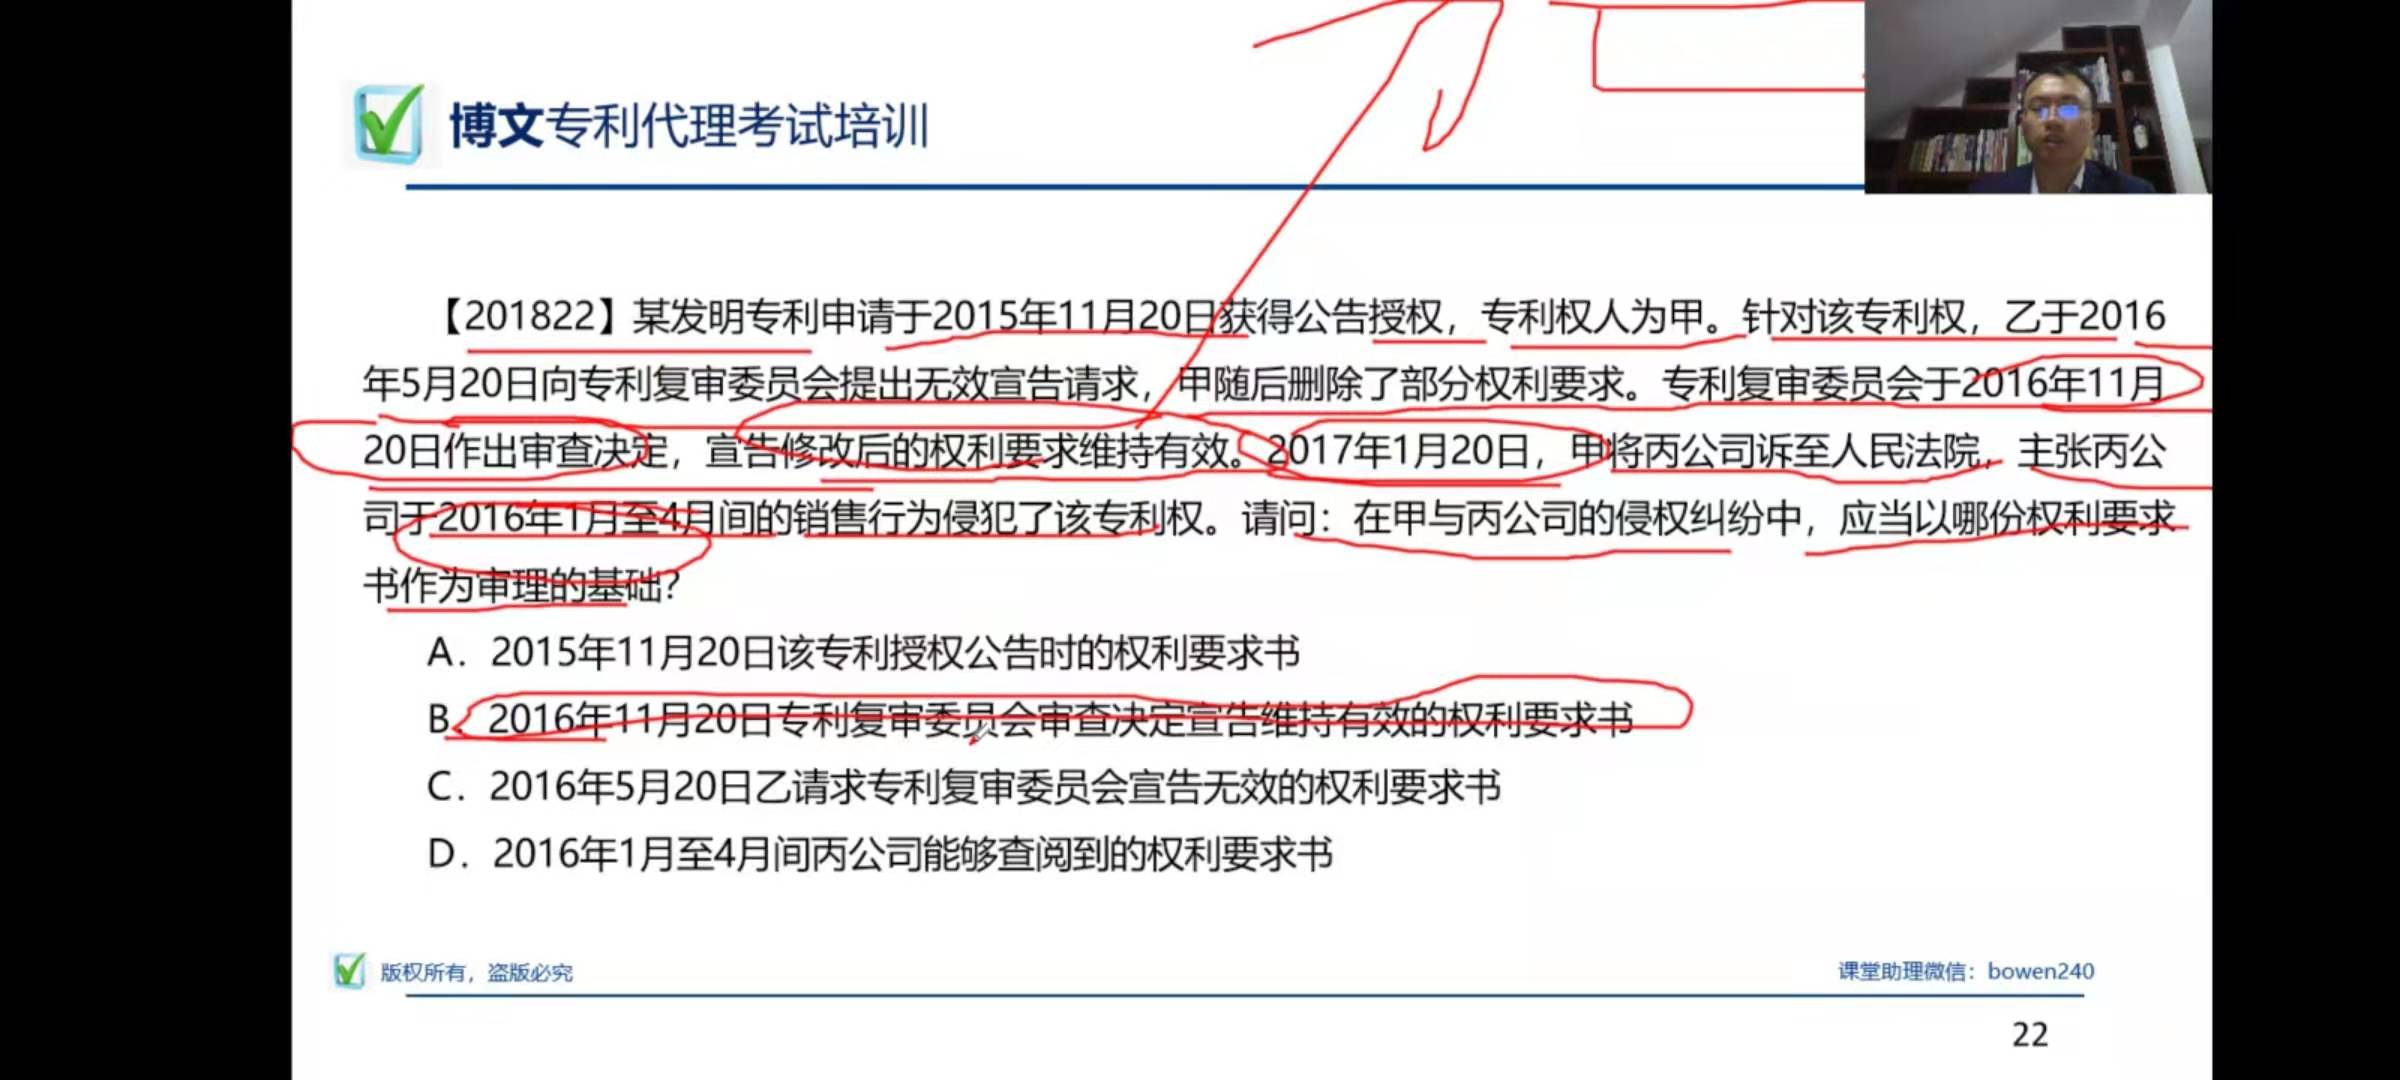 博文专利代理考试培训
【201822】某发明专利申请于2015年11月20日获得公告授权，专利权人为甲。针对该专利权，乙于2016
年5月20日向专利复审委员会提出无效宣告请求，甲随后删除了部分权利要求。专利复审委员会于2016年11月
20日作出审查决定，宣告修改后的权利要求维持有效。2017年1月20日，甲将丙公司诉至人民法院，主张丙公
司于2016年1月至4月间的销售行为侵犯了该专利权。请问：在甲与丙公司的侵权纠纷中，应当以哪份权利要求
书作为审理的基础？
A．2015年11月20日该专利授权公告时的权利要求书
B．2016年11月20日专利复审委员会审查决定宣告维持有效的权利要求书
C．2016年5月20日乙请求专利复审委员会宣告无效的权利要求书
D．2016年1月至4月间丙公司能够查阅到的权利要求书
版权所有，盗版必究
课堂助理微信：bowen240
22